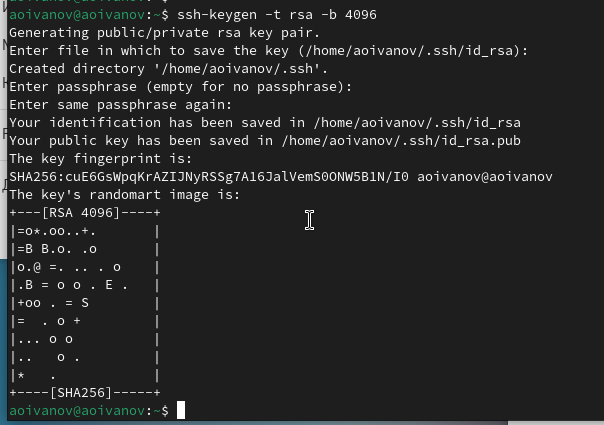 aoivanov@aoivanov:~$ ssh-keygen -t rsa -b 4096
Generating public/private rsa key pair.
Enter file in which to save the key (/home/aoivanov/.ssh/id_rsa):
Created directory '/home/aoivanov/.ssh'.
Enter passphrase (empty for no passphrase):
Enter same passphrase again:
Your identification has been saved in /home/aoivanov/.ssh/id_rsa
Your public key has been saved in /home/aoivanov/.ssh/id_rsa.pub
The key fingerprint is:
SHA256:cuE6GsWpqKrAZIJNyRSSg7A16JalVemS0ONW5B1N/I0 aoivanov@aoivanov
The key's randomart image is:
+---[RSA 4096]----+
|=o*.oo..+.       |
|=B B.o. .o       |
|o.@ =. .. . o    |
|.B = o o . E .   |
|+oo . = S        |
|=  . o +         |
|... o o          |
|..   o .         |
|*   .            |
+----[SHA256]-----+
aoivanov@aoivanov:~$